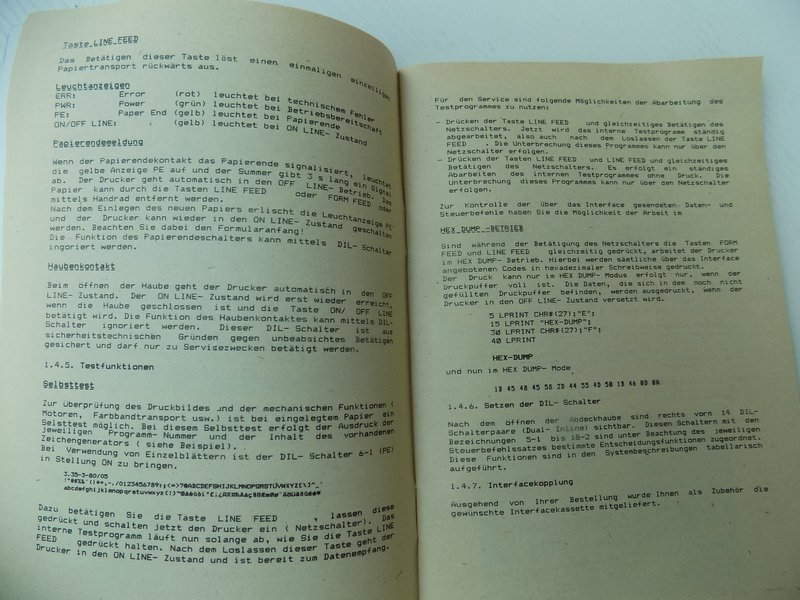 Taste LINE FEED
Das Betätigen dieser Taste löst einen einmaligen einzeiligen
Papiertransport rückwärts aus.
Leuchtanzeigen
ERR: Error (rot) leuchtet bei technischem Fehler
PWR: Power (grün) leuchtet bei Betriebsbereitschaft
PE: Paper End (gelb) leuchtet bei Papierende
ON/OFF LINE: (gelb) leuchtet bei ON LINE- Zustand
Papierendemeldung
Wenn der Papierendekontakt das Papierende signalisiert, leuchtet
die gelbe Anzeige PE auf und der Summer gibt 3 s lang ein Signal
ab. Der Drucker geht automatisch in den OFF LINE- Betrieb. Das
Papier kann durch die Tasten LINE FEED oder FORM FEED oder
mittels Handrad entfernt werden.
Nach dem Einlegen des neuen Papiers erlischt die Leuchtanzeige PE
und der Drucker kann wieder in den ON LINE- Zustand geschalten
werden. Beachten Sie dabei den Formularanfang!
Die Funktion des Papierendeschalters kann mittels DIL- Schalter
ingoriert werden.
Haubenkontakt
Beim öffnen der Haube geht der Drucker automatisch in den OFF
LINE- Zustand. Der ON LINE- Zustand wird erst wieder erreicht,
wenn die Haube geschlossen ist und die Taste ON/ OFF LINE
betätigt wird. Die Funktion des Haubenkontaktes kann mittels DIL-
Schalter ignoriert werden. Dieser DIL- Schalter ist aus
sicherheitstechnischen Gründen gegen unbeabsichtes Betätigen
gesichert und darf nur zu Servicezwecken betätigt werden.
1.4.5. Testfunktionen
Selbsttest
Zur überprüfung des Druckbildes und der mechanischen Funktionen (
Motoren, Farbbandtransport usw.) ist bei eingelegtem Papier ein
Selsttest möglich. Bei diesem Selbsttest erfolgt der Ausdruck der
jeweiligen Programm- Nummer und der Inhalt des vorhandenen
Zeichengenerators ( siehe Beispiel).
Bei Verwendung von Einzelblättern ist der DIL- Schalter 6-1 (PE)
in Stellung ON zu bringen.
3.35-3-80/05
()*+,-./0123456789:;<=>?@ABCDEFGHIJKLMNOPQRSTUVWXYZ[\]^_`
abcdefghijklmnopqrstuvwxyz
Dazu betätigen Sie die Taste LINE FEED , lassen diese
gedrückt und schalten jetzt den Drucker ein ( Netzschalter). Das
interne Testprogramm läuft nun solange ab, wie Sie die Taste LINE
FEED gedrückt halten. Nach dem Loslassen dieser Taste geht der
Drucker in den ON LINE- Zustand und ist bereit zum Datenempfang.
Für den Service sind folgende Möglichkeiten der Abarbeitung des
Testprogrammes zu nutzen:
- Drücken der Taste LINE FEED und gleichzeitiges Betätigen des
Netzschalters. Jetzt wird das interne Testprogramm ständig
abgearbeitet, also auch nach dem Loslassen der Taste LINE
FEED . Die Unterbrechung dieses Programmes kann nur über den
Netzschalter erfolgen.
- Drücken der Tasten LINE FEED und LINE FEED und gleichzeitiges
Betätigen des Netzschalters. Es erfolgt ein ständiges
Abarbeiten des internen Testprogrammes ohne Druck. Die
Unterbrechung dieses Programmes kann nur über den Netzschalter
erfolgen.
Zur Kontrolle der über das Interface gesendeten Daten- und
Steuerbefehle haben Sie die Möglichkeit der Arbeit im
HEX DUMP -BETRIEB
Sind während der Betätigung des Netzschalters die Tasten FORM
FEED und LINE FEED gleichzeitig gedrückt, arbeitet der Drucker
im HEX DUMP- Betrieb. Hierbei werden sämtliche über das Interface
angebotenen Codes in hexadezimaler Schreibweise gedruckt.
Der Druck kann nur im HEX DUMP- Modus erfolgt nur, wenn der
Druckpuffer voll ist. Die Daten, die sich in dem noch nicht
gefüllten Druckpuffer befinden, werden ausgedruckt, wenn der
Drucker in den OFF LINE- Zustand versetzt wird.
5 LPRINT CHR#(27);"E";
15 LPRINT "HEX-DUMP";
30 LPRINT CHR#(27);"F";
40 LPRINT
HEX-DUMP
und nun im HEX DUMP- Mode
1B 45 48 45 58 2D 44 55 4D 50 1B 46 0D 0A
1.4.6. Setzen der DIL- Schalter
Nach dem öffnen der Abdeckhaube sind rechts vorn 14 DIL-
Schalterpaare (Dual- Inline) sichtbar. Diesen Schaltern mit den
Bezeichnungen 5-1 bis 18-2 sind unter Beachtung des jeweiligen
Steuerbefehlssatzes bestimmte Entscheidungsfunktionen zugeordnet.
Diese Funktionen sind in den Systembeschreibungen tabellarisch
aufgeführt.
1.4.7. Interfacekopplung
Ausgehend von Ihrer Bestellung wurde Ihnen als Zubehör die
gewünschte Interfacekassette mitgeliefert.